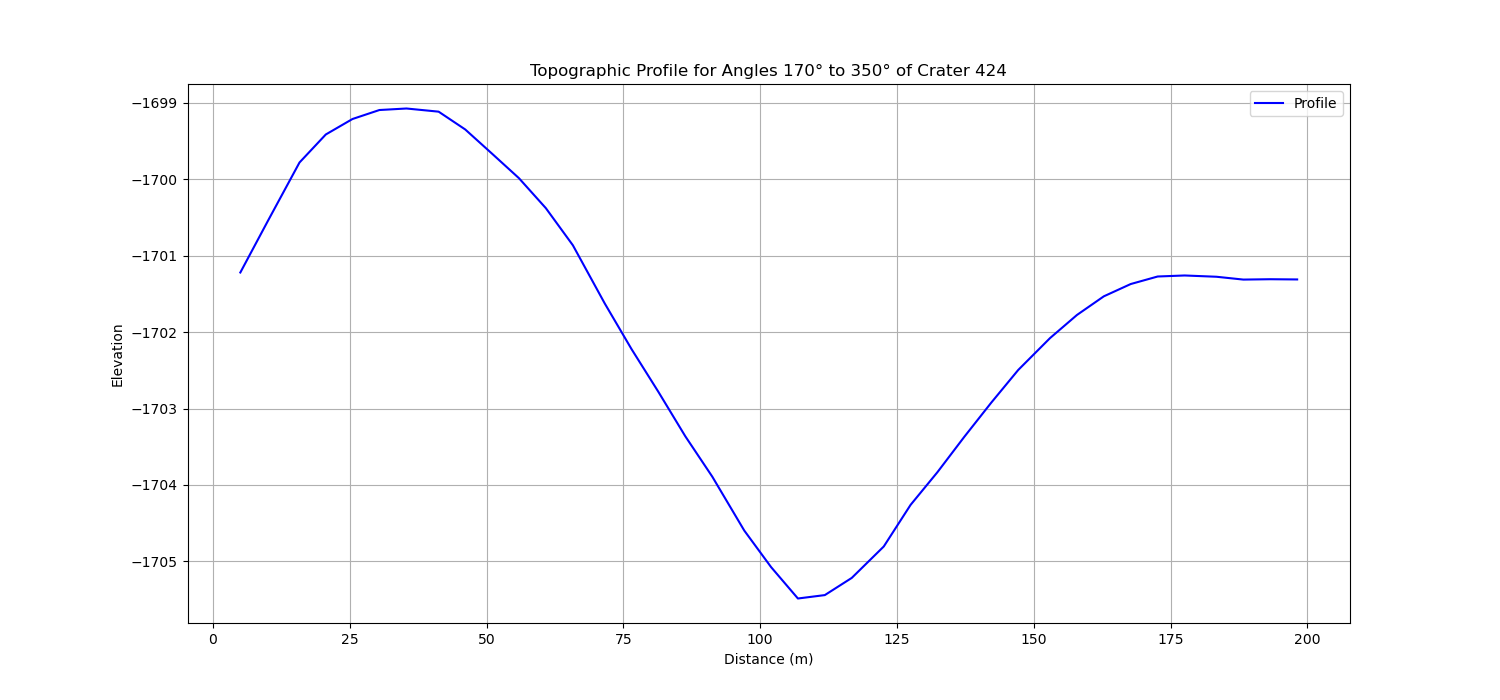 Topographic Profile for Angles 170° to 350° of Crater 424
Profile
−1699
−1700
−1701
−1702
−1703
−1704
−1705
Elevation
0 25 50 75 100 125 150 175 200
Distance (m)